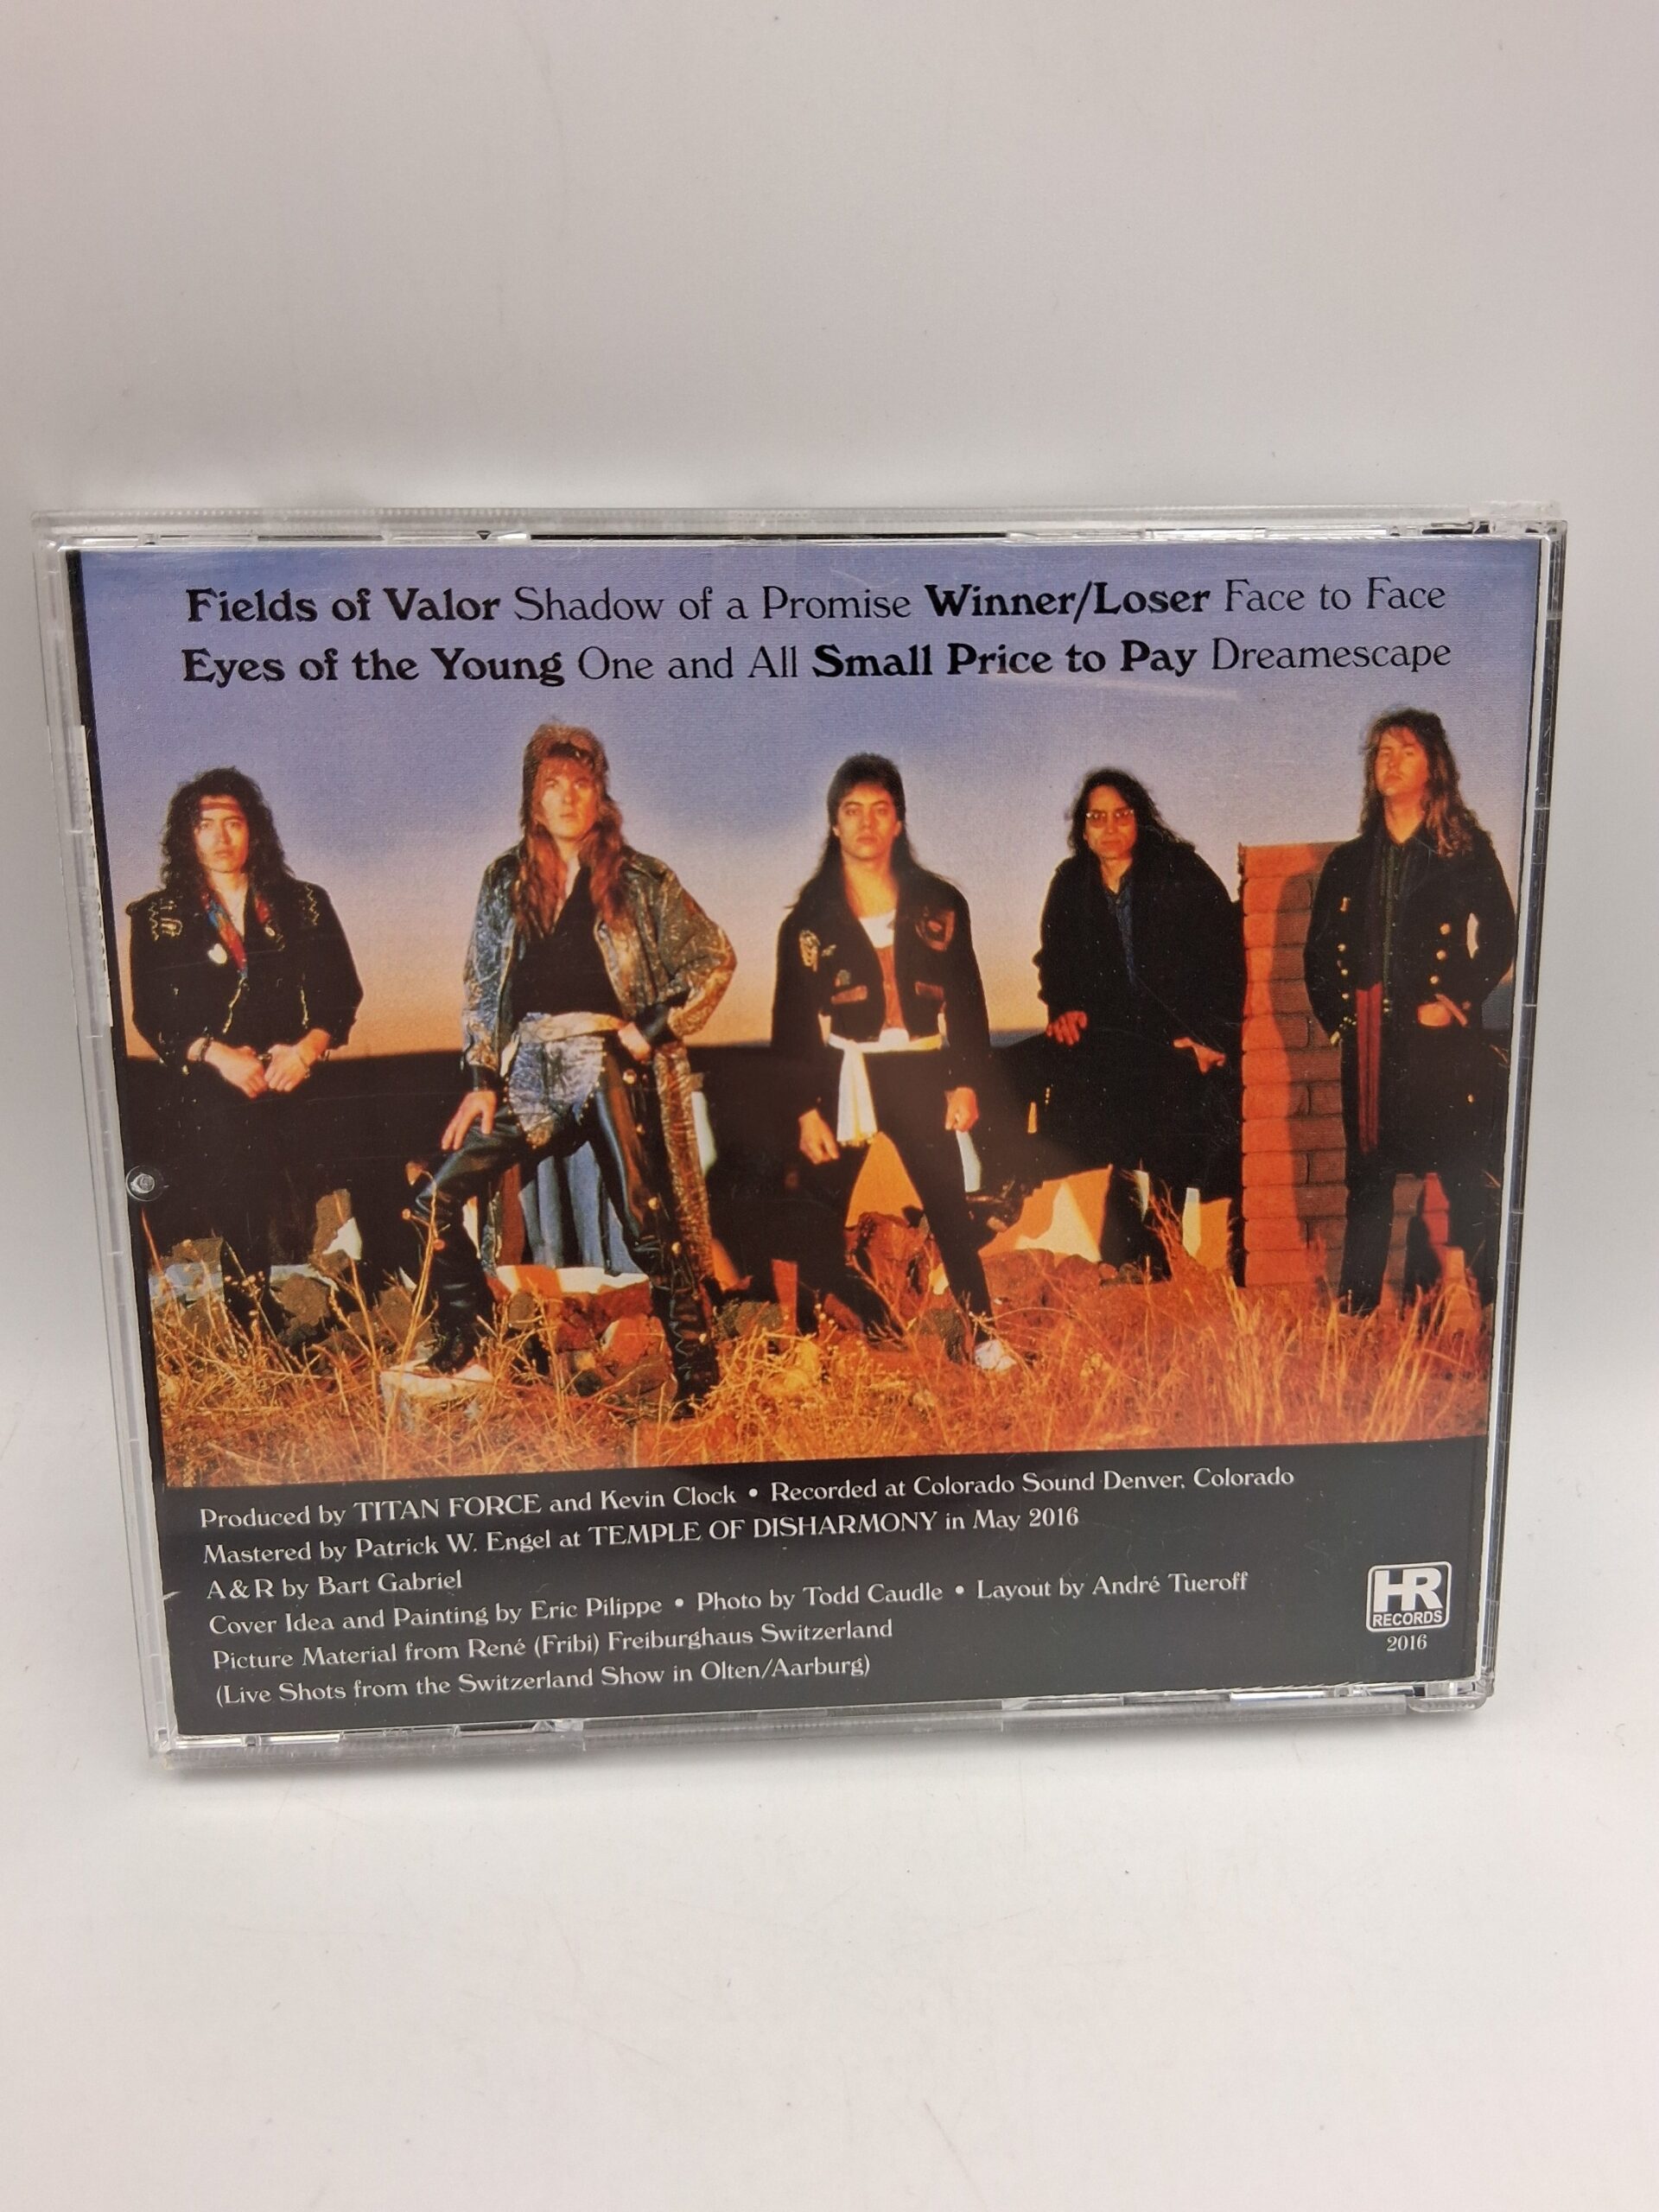 Fields of Valor Shadow of a Promise Winner/Loser Face to Face
Eyes of the Young One and All Small Price to Pay Dreamescape
Produced by TITAN FORCE and Kevin Clock • Recorded at Colorado Sound Denver, Colorado
Mastered by Patrick W. Engel at TEMPLE OF DISHARMONY in May 2016
A & R by Bart Gabriel
Cover Idea and Painting by Eric Pilippe • Photo by Todd Caudle • Layout by André Tueroff
Picture Material from René (Fribi) Freiburghaus Switzerland
(Live Shots from the Switzerland Show in Olten/Aarburg)
HR
RECORDS
2016